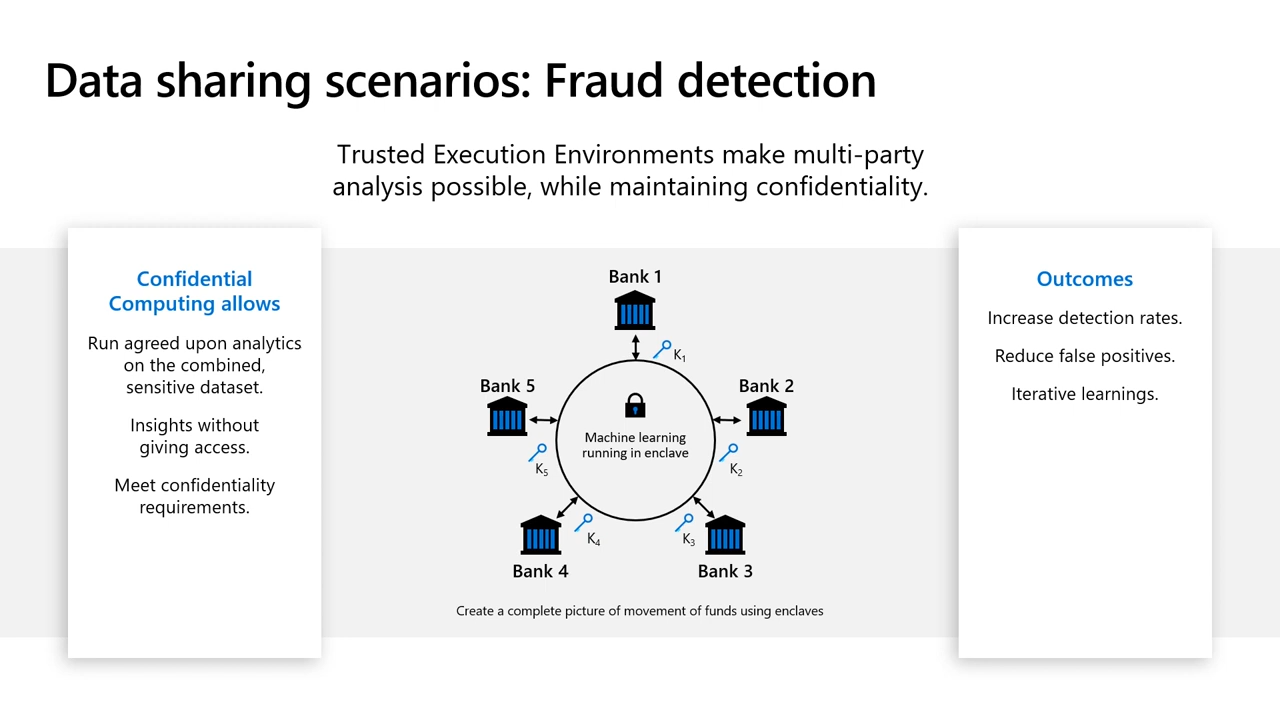 Data sharing scenarios: Fraud detection
Trusted Execution Environments make multi-party
analysis possible, while maintaining confidentiality.
Confidential
Computing allows
Run agreed upon analytics
on the combined,
sensitive dataset.
Insights without
giving access.
Meet confidentiality
requirements.
Bank 1
K₁
Bank 5
Bank 2
Machine learning
running in enclave
K₅
K₂
K₄
K₃
Bank 4
Bank 3
Create a complete picture of movement of funds using enclaves
Outcomes
Increase detection rates.
Reduce false positives.
Iterative learnings.